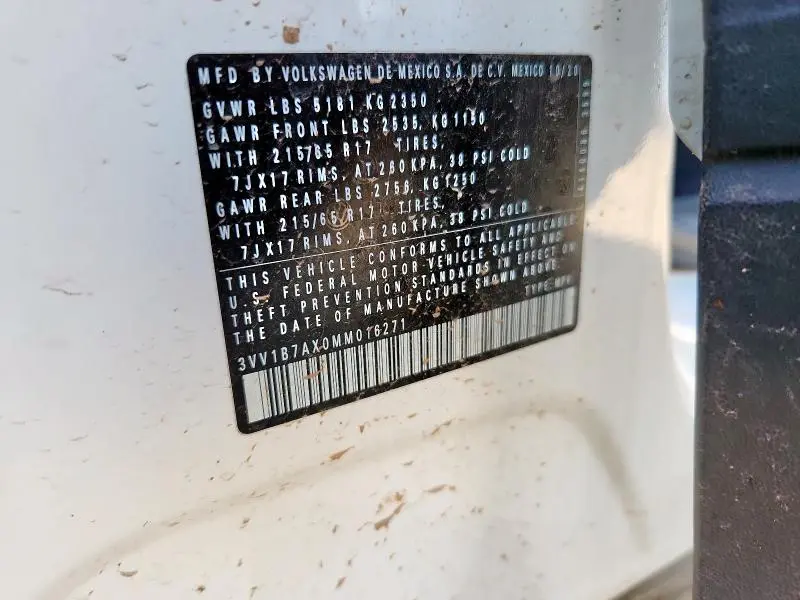 MFD BY VOLKSWAGEN DE MEXICO S.A. DE C.V. MEXICO 10/20
GVWR LBS 5181 KG 2350
GAWR FRONT LBS 2535, KG 1150
WITH 215/65 R17 TIRES,
7JX17 RIMS, AT 260 KPA, 38 PSI COLD
GAWR REAR LBS 2756, KG 1250
WITH 215/65 R17 TIRES,
7JX17 RIMS, AT 260 KPA, 38 PSI COLD
THIS VEHICLE CONFORMS TO ALL APPLICABLE
U.S. FEDERAL MOTOR VEHICLE SAFETY AND
THEFT PREVENTION STANDARDS IN EFFECT ON
THE DATE OF MANUFACTURE SHOWN ABOVE.
TYPE:
3VV1B7AX0MM016271